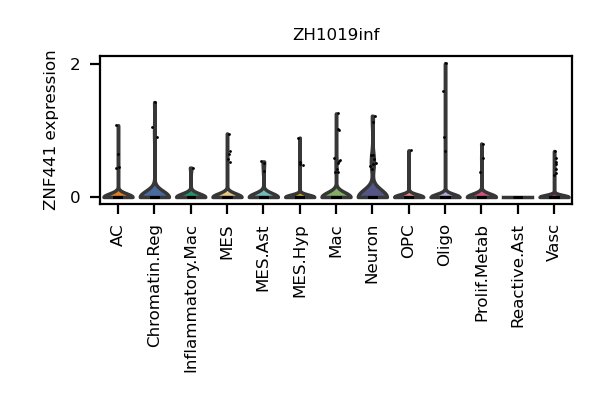 ZH1019inf
ZNF441 expression
2
0
AC
Chromatin.Reg
Inflammatory.Mac
MES
MES.Ast
MES.Hyp
Mac
Neuron
OPC
Oligo
Prolif.Metab
Reactive.Ast
Vasc